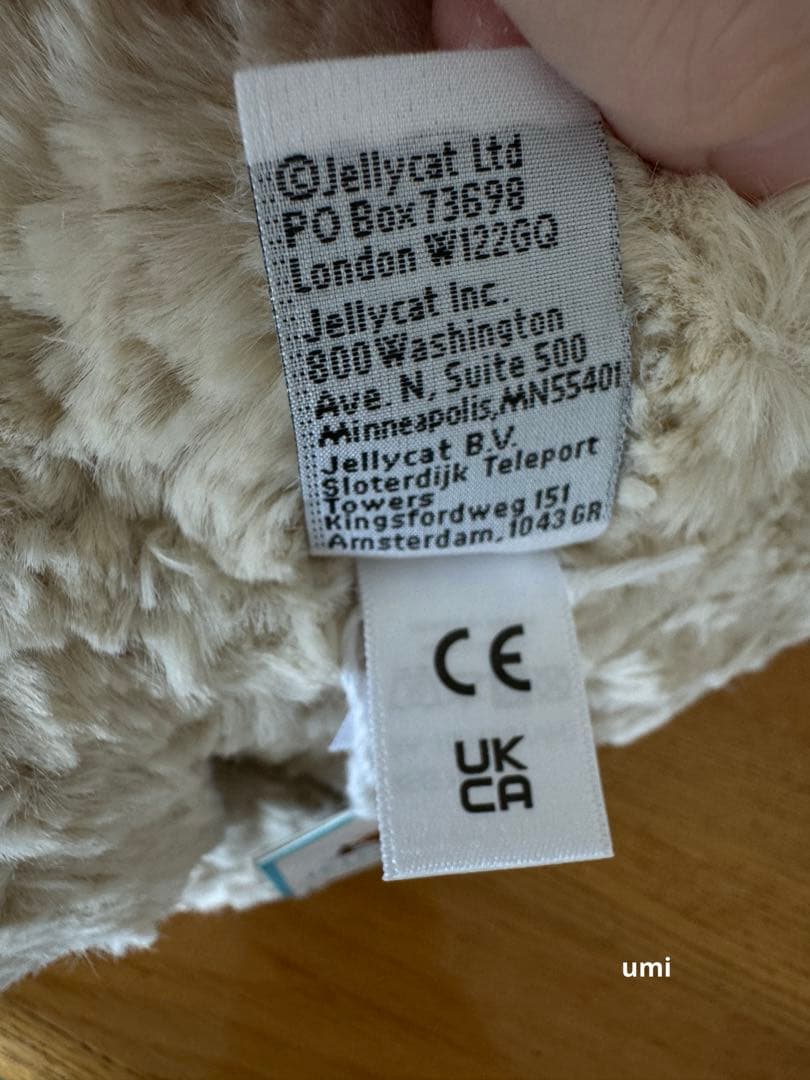 ©Jellycat Ltd
PO Box 73698
London W122GQ
Jellycat Inc.
800 Washington
Ave. N, Suite 500
Minneapolis,MN55401
Jellycat B.V.
Sloterdijk Teleport
Towers
Kingsfordweg 151
Amsterdam, 1043 GR
CE
UK
CA
umi